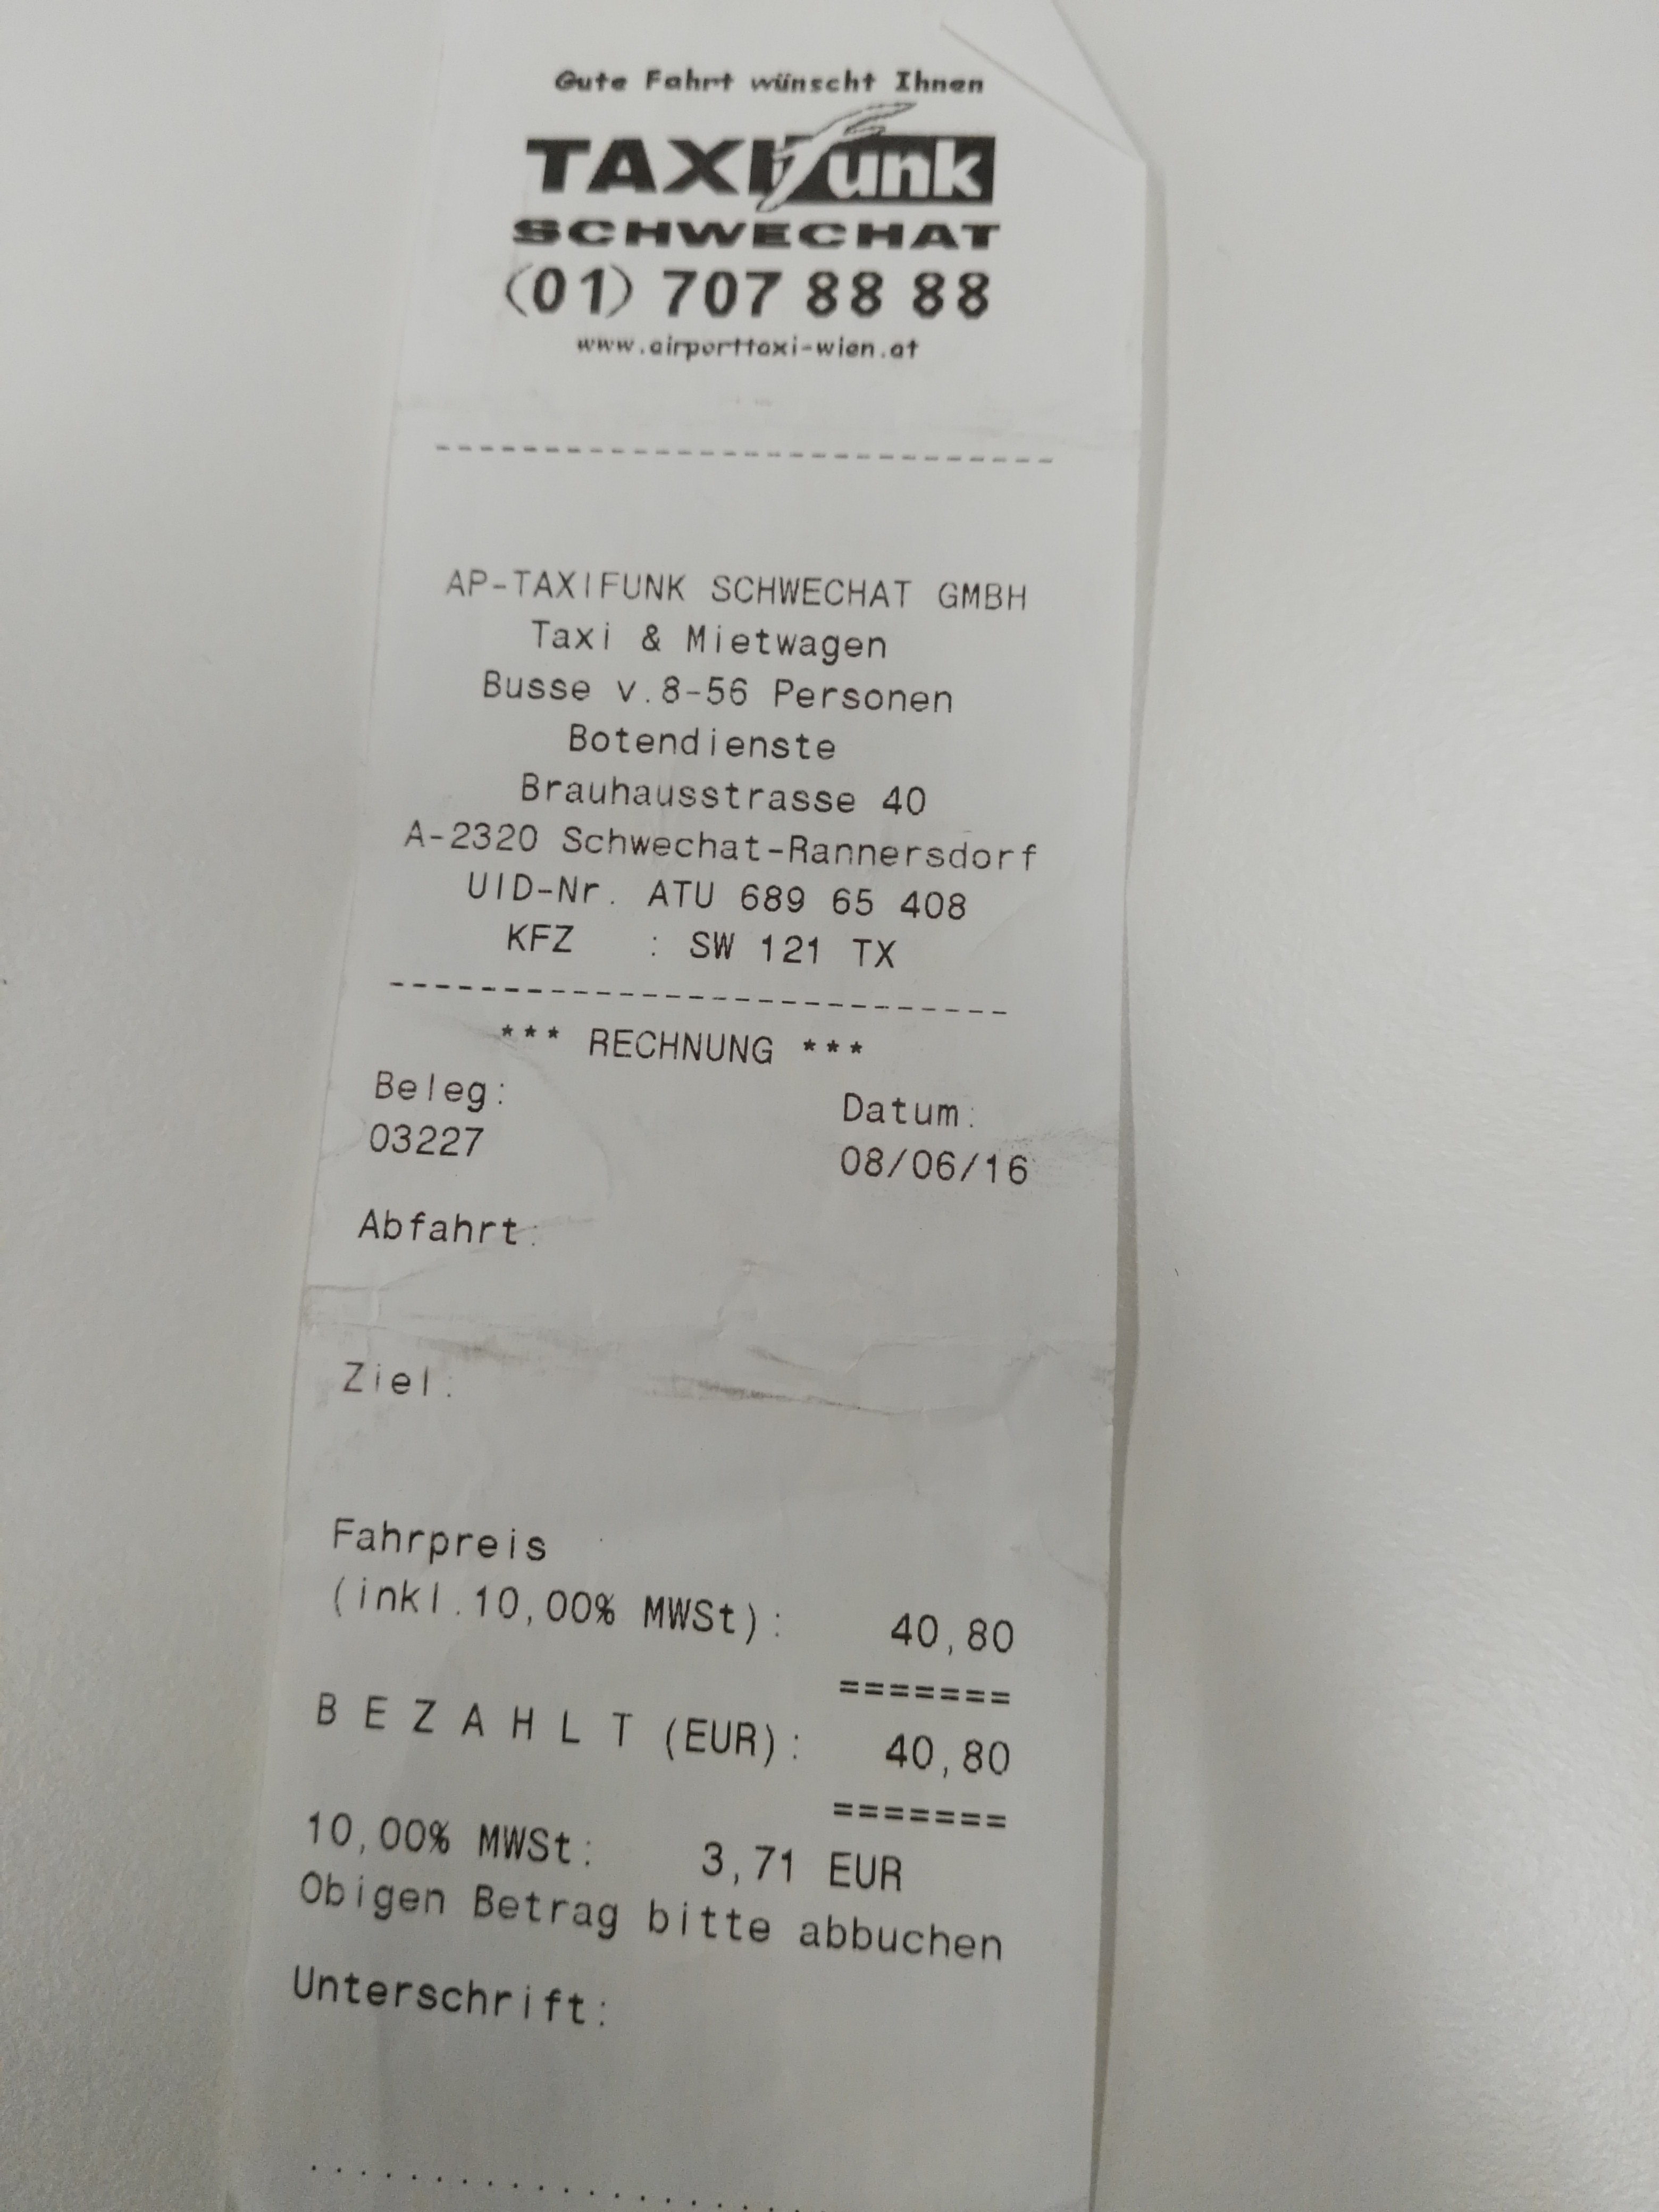 Gute Fahrt wünscht Ihnen
TAXIfunk
SCHWECHAT
(01) 707 88 88
www.airporttaxi-wien.at
----------------------------
AP-TAXIFUNK SCHWECHAT GMBH
Taxi & Mietwagen
Busse v.8-56 Personen
Botendienste
Brauhausstrasse 40
A-2320 Schwechat-Rannersdorf
UID-Nr. ATU 689 65 408
KFZ : SW 121 TX
----------------------------
*** RECHNUNG ***
Beleg: Datum:
03227 08/06/16
Abfahrt:
Ziel:
Fahrpreis
(inkl.10,00% MWSt): 40,80
=======
B E Z A H L T (EUR): 40,80
=======
10,00% MWSt: 3,71 EUR
Obigen Betrag bitte abbuchen
Unterschrift:
......................